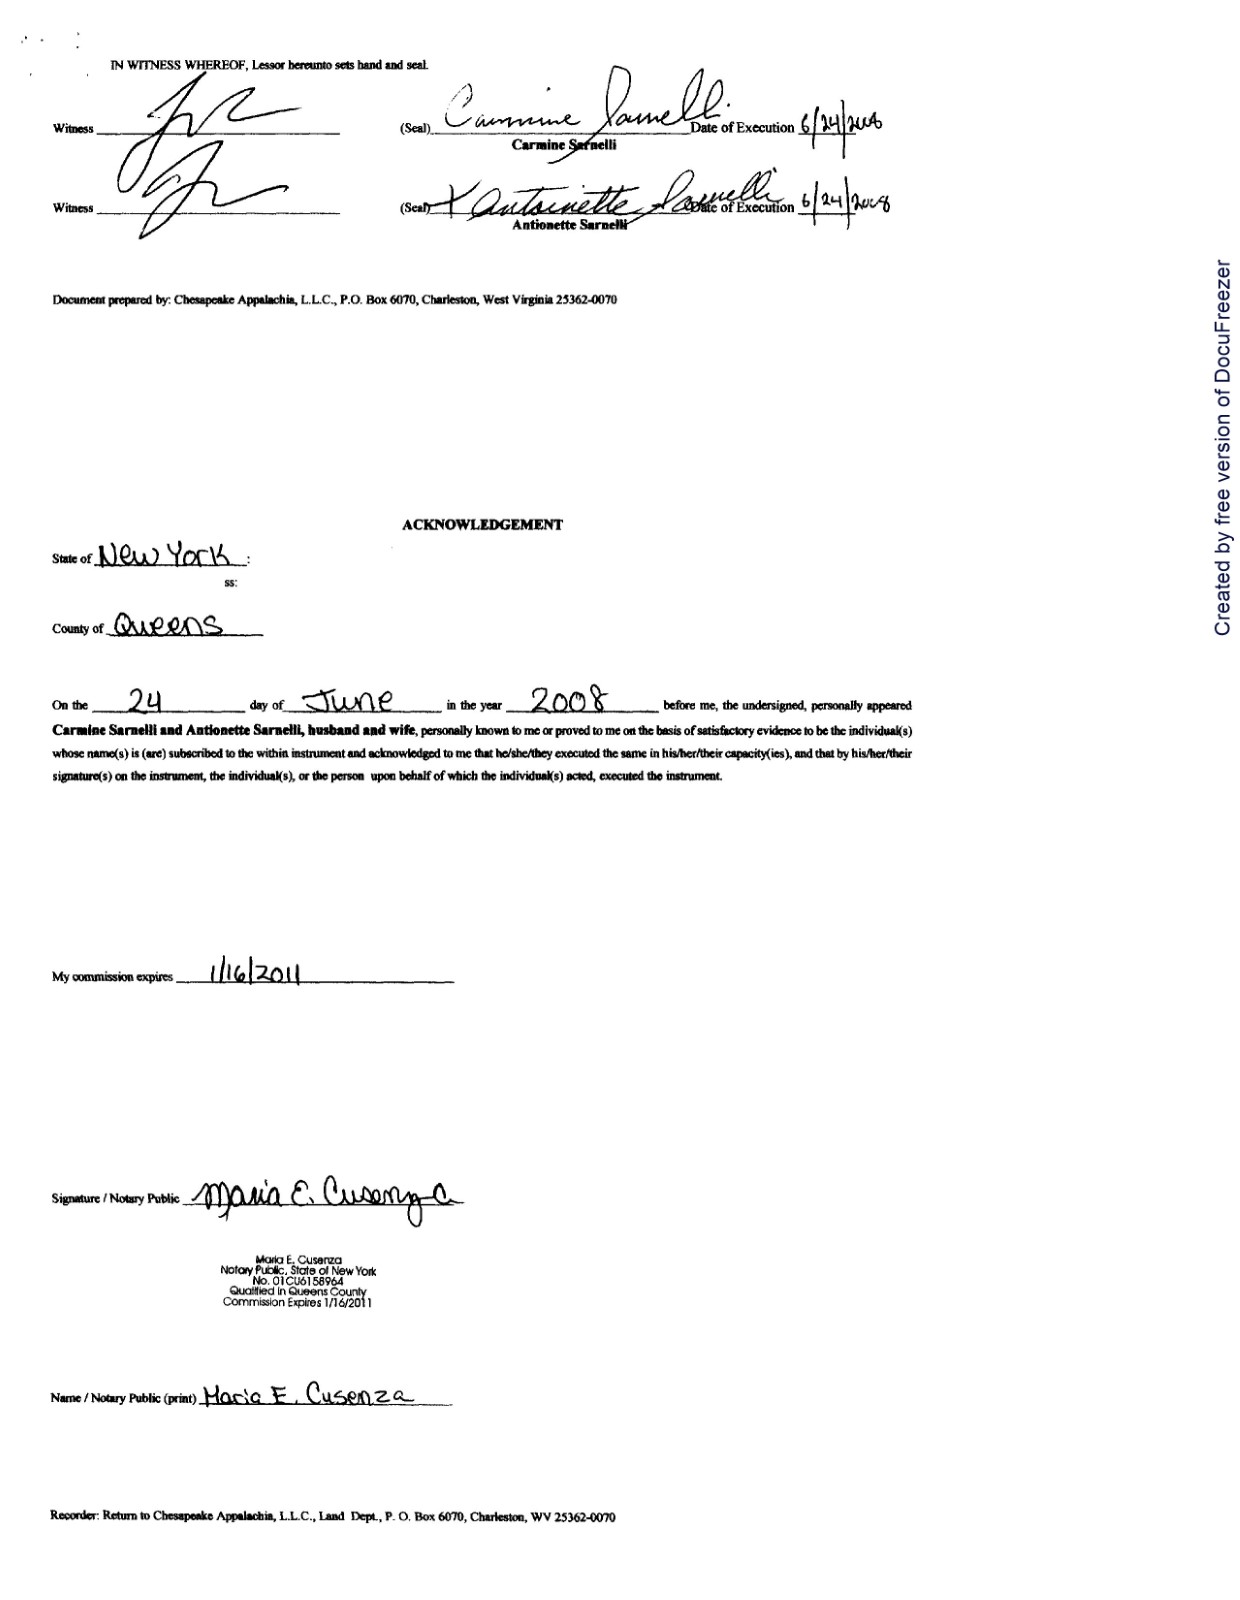 IN WITNESS WHEREOF, Lessor hereunto sets hand and seal.
Witness (Seal) Carmine Sarnelli Date of Execution 6/24/2008
Carmine Sarnelli
Witness (Seal) X Antoinette Sarnelli Date of Execution 6/24/2008
Antionette Sarnelli
Document prepared by: Chesapeake Appalachia, L.L.C., P.O. Box 6070, Charleston, West Virginia 25362-0070
ACKNOWLEDGEMENT
State of New York :
ss:
County of Queens
On the 24 day of June in the year 2008 before me, the undersigned, personally appeared
Carmine Sarnelli and Antionette Sarnelli, husband and wife, personally known to me or proved to me on the basis of satisfactory evidence to be the individual(s)
whose name(s) is (are) subscribed to the within instrument and acknowledged to me that he/she/they executed the same in his/her/their capacity(ies), and that by his/her/their
signature(s) on the instrument, the individual(s), or the person upon behalf of which the individual(s) acted, executed the instrument.
My commission expires 1/16/2011
Signature / Notary Public Maria E. Cusenza
Maria E. Cusenza
Notary Public, State of New York
No. 01CU6158964
Qualified in Queens County
Commission Expires 1/16/2011
Name / Notary Public (print) Maria E. Cusenza
Recorder: Return to Chesapeake Appalachia, L.L.C., Land Dept., P. O. Box 6070, Charleston, WV 25362-0070
Created by free version of DocuFreezer